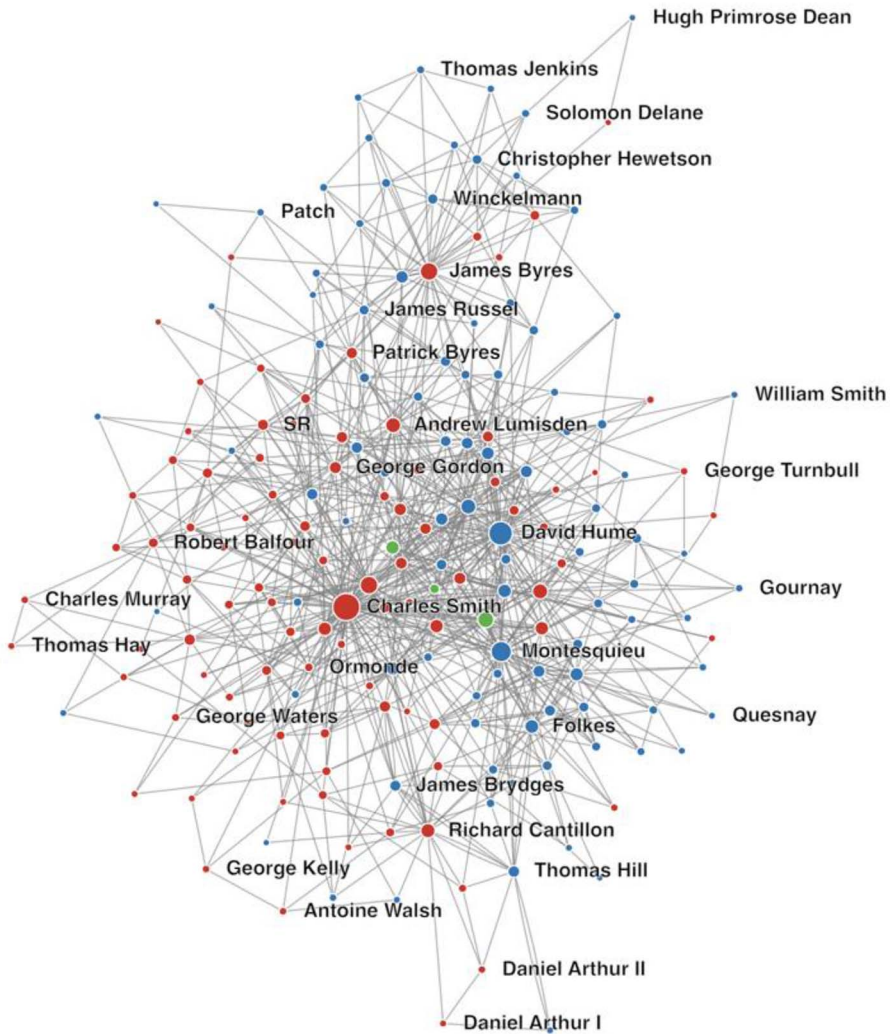 Hugh Primrose Dean
Thomas Jenkins
Solomon Delane
Christopher Hewetson
Winckelmann
Patch
James Byres
James Russel
Patrick Byres
William Smith
SR
Andrew Lumisden
George Gordon
George Turnbull
David Hume
Robert Balfour
Gournay
Charles Murray
Charles Smith
Thomas Hay
Montesquieu
Ormonde
George Waters
Quesnay
Folkes
James Brydges
Richard Cantillon
George Kelly
Thomas Hill
Antoine Walsh
Daniel Arthur II
Daniel Arthur I